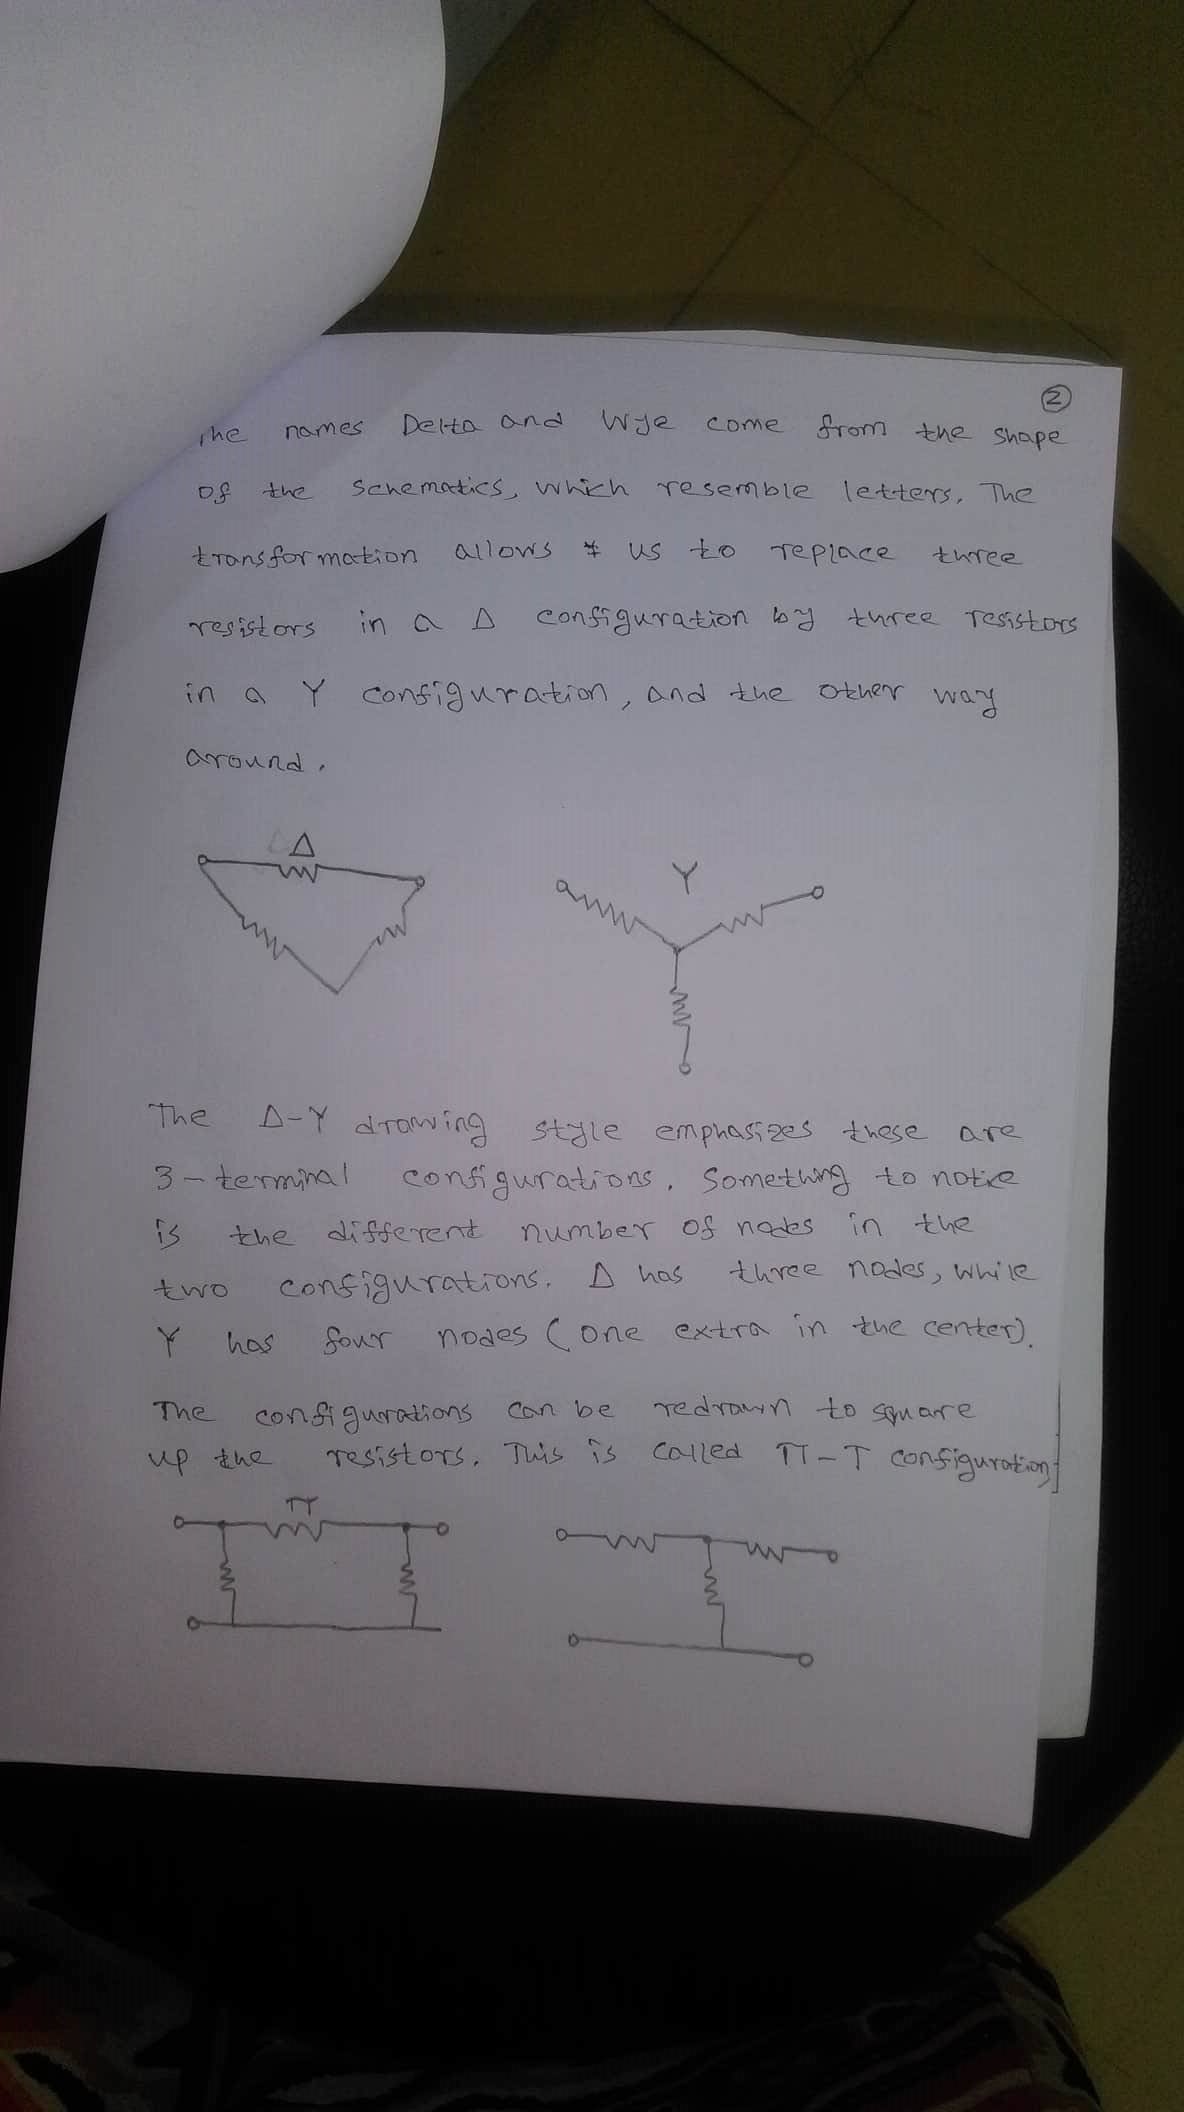 2
The names Delta and Wye come from the shape
of the schematics, which resemble letters. The
transformation allows us to replace three
resistors in a Δ configuration by three resistors
in a Y configuration, and the other way
around.
Δ
Y
The Δ-Y drawing style emphasizes these are
3-terminal configurations. Something to notice
is the different number of nodes in the
two configurations. Δ has three nodes, while
Y has four nodes (one extra in the center).
The configurations can be redrawn to square
up the resistors. This is called π-T configuration,
π